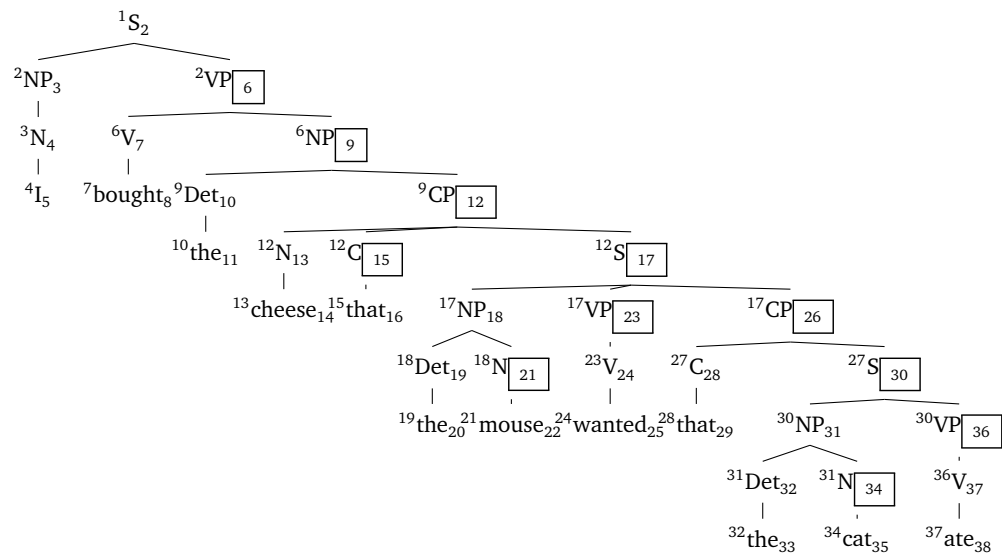 ¹S₂
²NP₃ ²VP 6
³N₄ ⁶V₇ ⁶NP 9
⁴I₅ ⁷bought₈ ⁹Det₁₀ ⁹CP 12
¹⁰the₁₁ ¹²N₁₃ ¹²C 15 ¹²S 17
¹³cheese₁₄ ¹⁵that₁₆ ¹⁷NP₁₈ ¹⁷VP 23 ¹⁷CP 26
¹⁸Det₁₉ ¹⁸N 21 ²³V₂₄ ²⁷C₂₈ ²⁷S 30
¹⁹the₂₀ ²¹mouse₂₂ ²⁴wanted₂₅ ²⁸that₂₉ ³⁰NP₃₁ ³⁰VP 36
³¹Det₃₂ ³¹N 34 ³⁶V₃₇
³²the₃₃ ³⁴cat₃₅ ³⁷ate₃₈